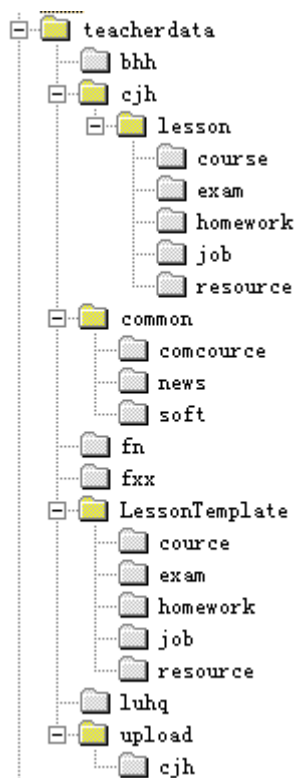 teacherdata
bhh
cjh
lesson
course
exam
homework
job
resource
common
comcource
news
soft
fn
fxx
LessonTemplate
cource
exam
homework
job
resource
luhq
upload
cjh